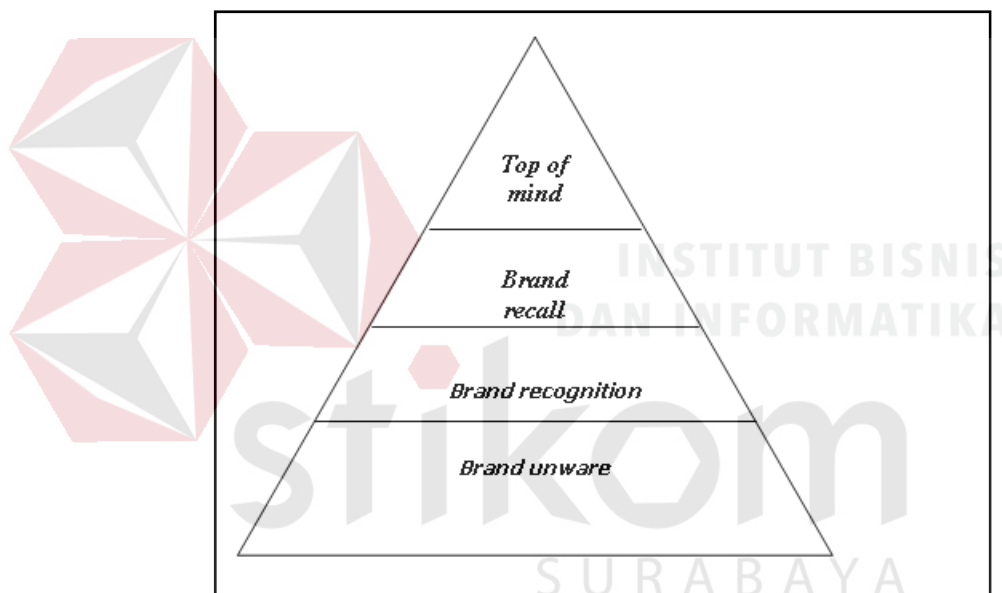 Top of
mind
Brand
recall
Brand recognition
Brand unware
INSTITUT BISNIS
DAN INFORMATIKA
stikom
SURABAYA